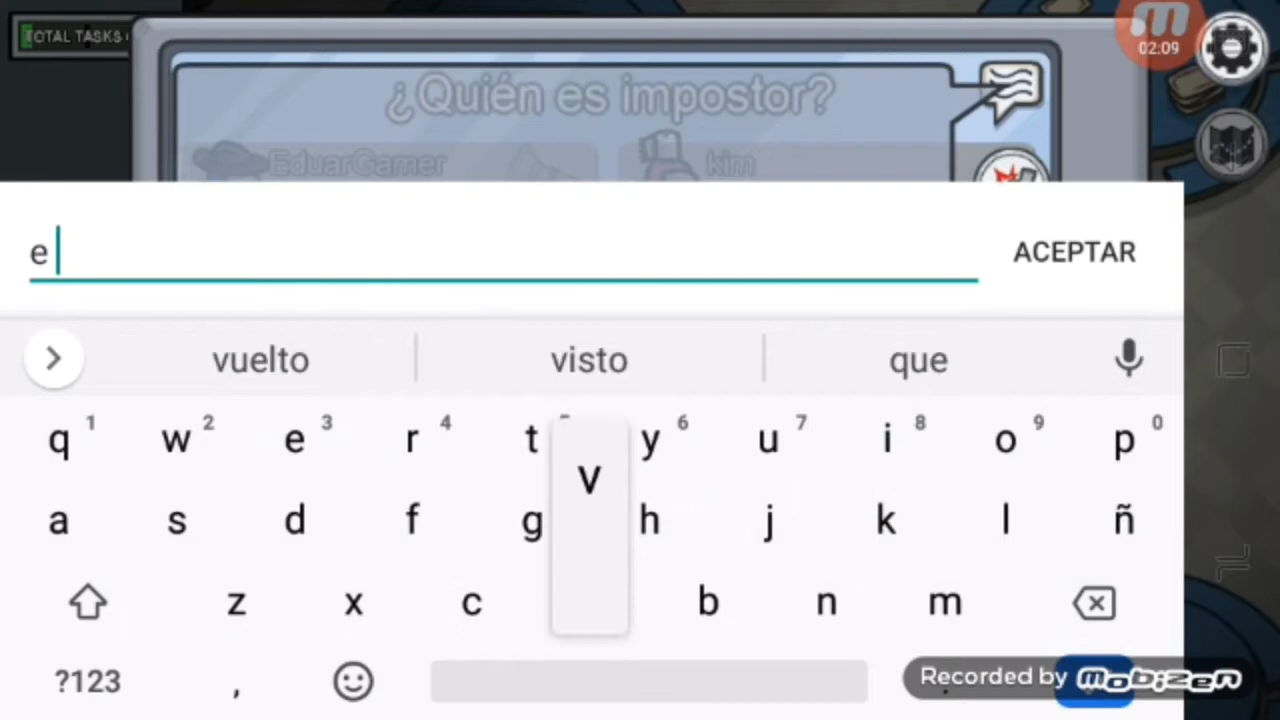 TOTAL TASKS
02:09
¿Quién es impostor?
EduarGamer kim
e
ACEPTAR
vuelto visto que
q 1 w 2 e 3 r 4 t y 6 u 7 i 8 o 9 p 0
v
a s d f g h j k l ñ
z x c b n m
?123 ,
Recorded by Mobizen